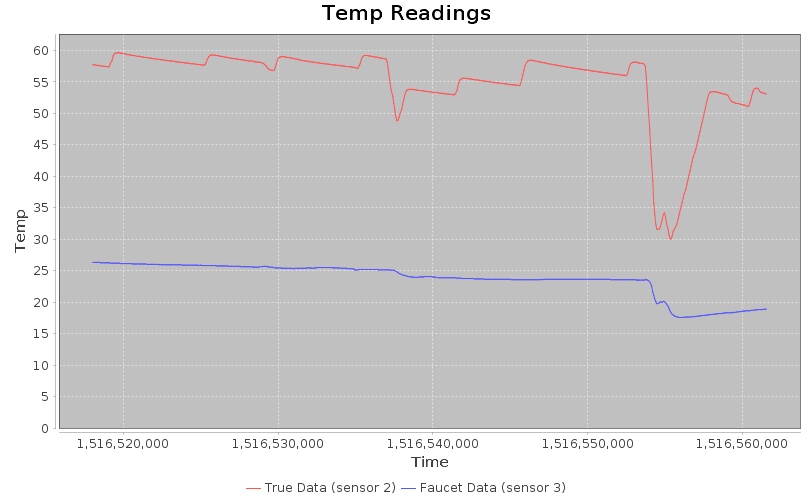 Temp Readings
60
55
50
45
40
35
30
25
20
15
10
5
0
Temp
1,516,520,000 1,516,530,000 1,516,540,000 1,516,550,000 1,516,560,000
Time
True Data (sensor 2) Faucet Data (sensor 3)